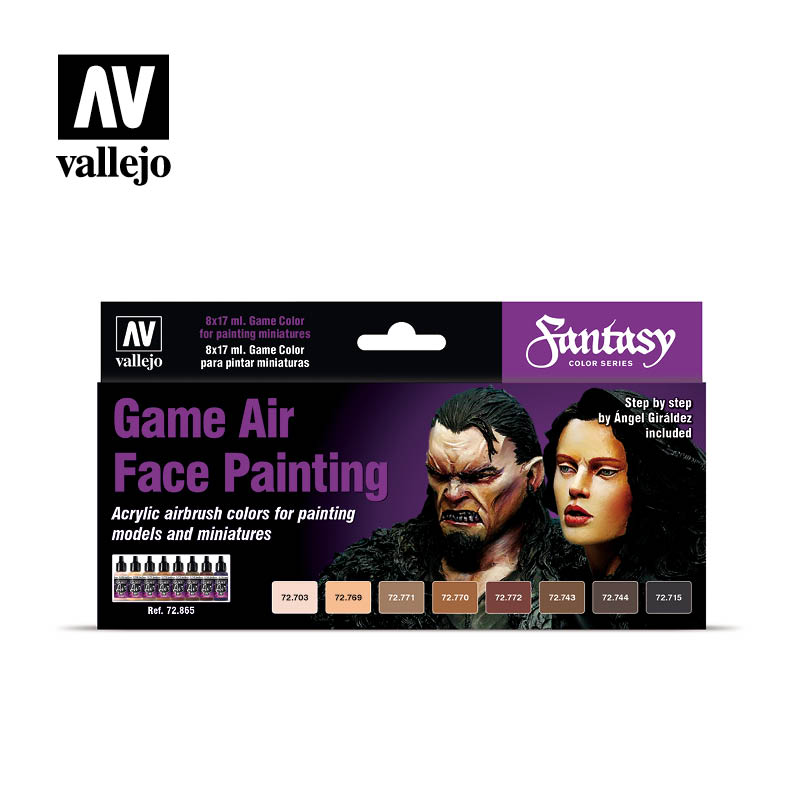 AV
vallejo
AV
vallejo
8x17 ml. Game Color
for painting miniatures
8x17 ml. Game Color
para pintar miniaturas
Fantasy
COLOR SERIES
Game Air
Face Painting
Step by step
by Ángel Giráldez
included
Acrylic airbrush colors for painting
models and miniatures
72.703 72.769 72.771 72.770 72.772 72.743 72.744 72.715
Ref. 72.865